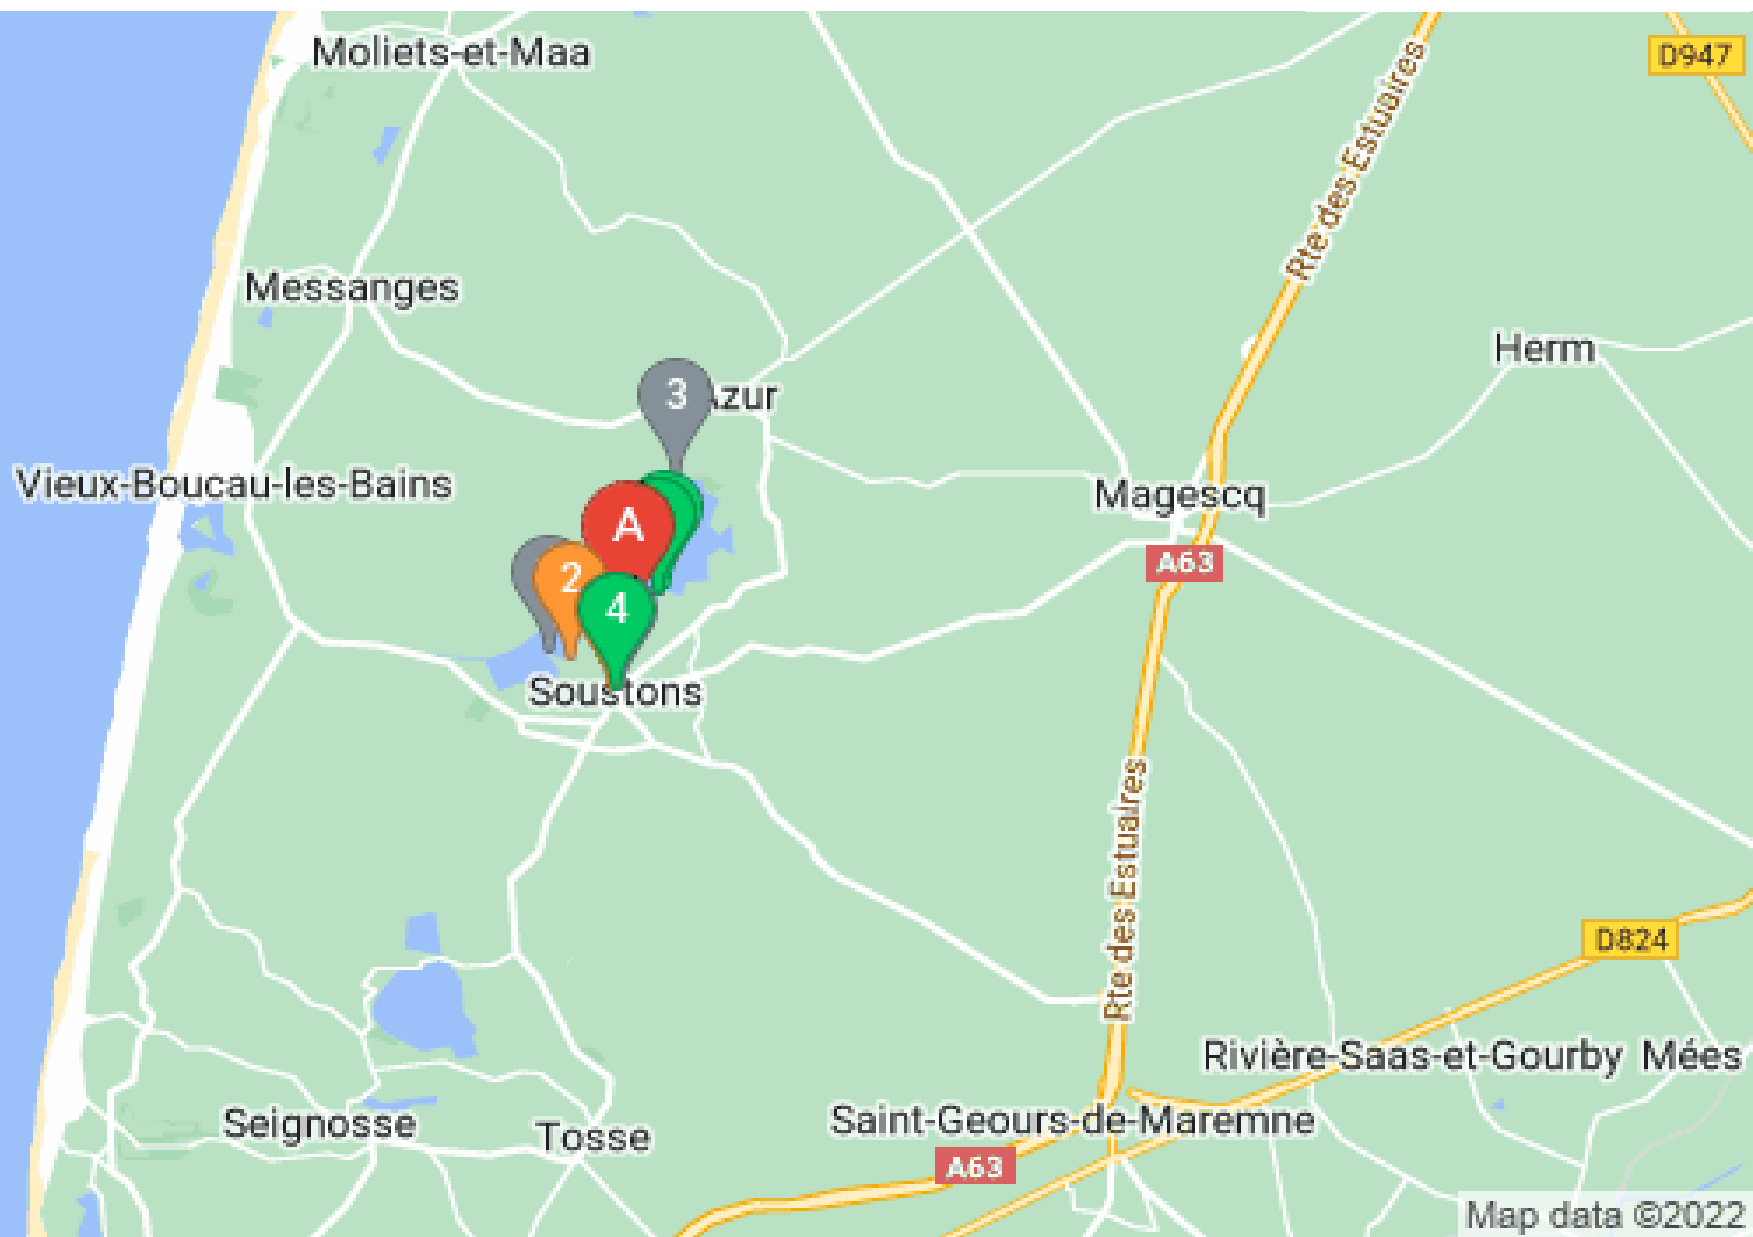 Moliets-et-Maa
D947
Rte des Estuaires
Messanges
Herm
3
Azur
Vieux-Boucau-les-Bains
Magescq
A
A63
2
4
Soustons
Rte des Estuaires
D824
Rivière-Saas-et-Gourby
Mées
Seignosse
Tosse
Saint-Geours-de-Maremne
A63
Map data ©2022